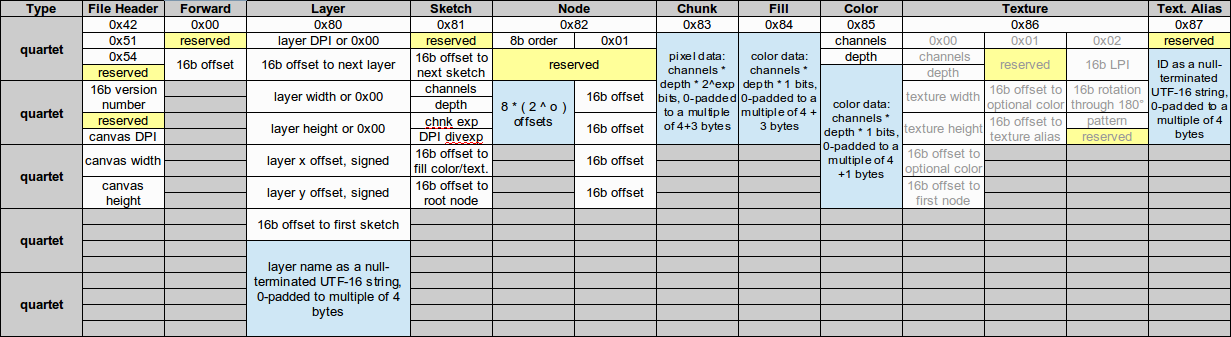 Type File Header Forward Layer Sketch Node Chunk Fill Color Texture Text. Alias
quartet 0x42 0x00 0x80 0x81 0x82 0x83 0x84 0x85 0x86 0x87
0x51 reserved layer DPI or 0x00 reserved 8b order 0x01 channels 0x00 0x01 0x02 reserved
0x54
reserved
16b offset
16b offset to next layer
16b offset to
next sketch
reserved
pixel data:
channels *
depth * 2^exp
bits, 0-padded
to a multiple
of 4+3 bytes
color data:
channels *
depth * 1 bits,
0-padded to a
multiple of 4 +
3 bytes
depth
channels
depth
reserved
16b LPI
ID as a null-
terminated
UTF-16 string,
0-padded to a
multiple of 4
bytes
quartet
16b version
number
reserved
canvas DPI
layer width or 0x00
layer height or 0x00
channels
depth
chnk exp
DPI divexp
8 * ( 2 ^ o )
offsets
16b offset
16b offset
color data:
channels *
depth * 1 bits,
0-padded to a
multiple of 4
+1 bytes
texture width
texture height
16b offset to
optional color
16b offset to
texture alias
16b rotation
through 180°
pattern
reserved
quartet
canvas width
canvas
height
layer x offset, signed
layer y offset, signed
16b offset to
fill color/text.
16b offset to
root node
16b offset
16b offset
16b offset to
optional color
16b offset to
first node
quartet
16b offset to first sketch
quartet
layer name as a null-
terminated UTF-16 string,
0-padded to multiple of 4
bytes